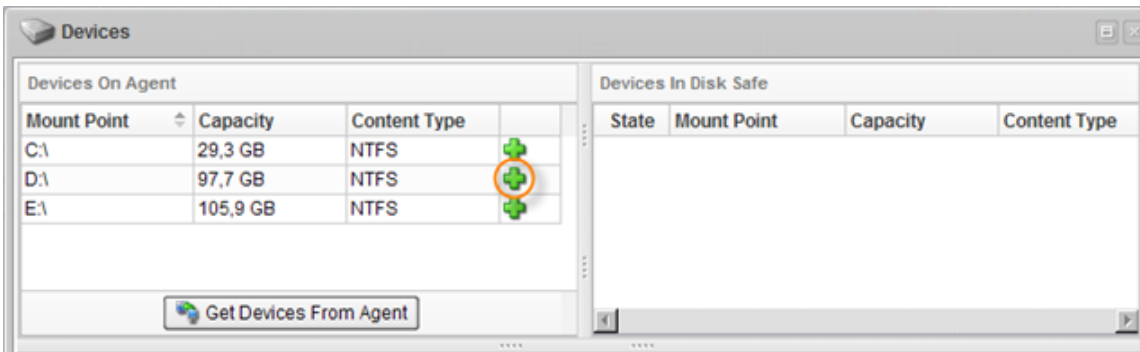 Devices
Devices On Agent
Mount Point Capacity Content Type
C:\ 29,3 GB NTFS
D:\ 97,7 GB NTFS
E:\ 105,9 GB NTFS
Get Devices From Agent
Devices In Disk Safe
State Mount Point Capacity Content Type